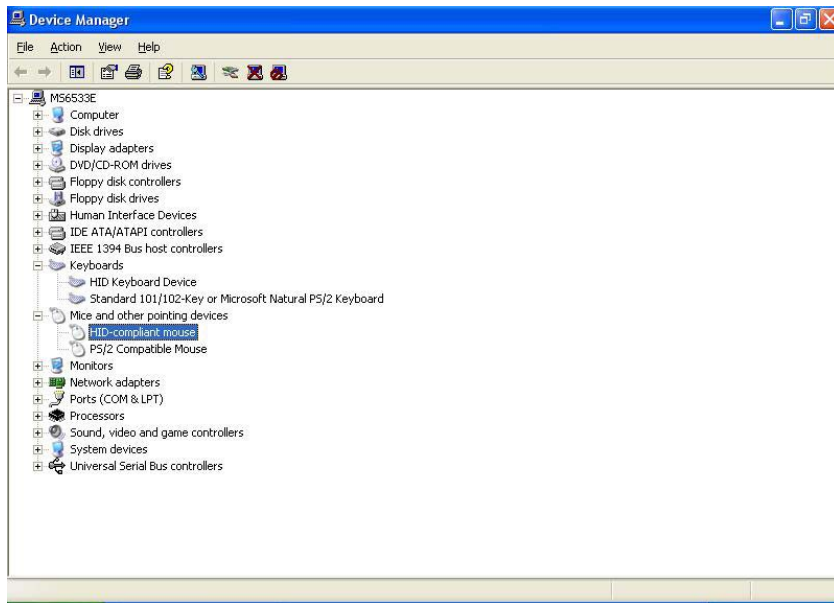 Device Manager
File Action View Help
MS6533E
Computer
Disk drives
Display adapters
DVD/CD-ROM drives
Floppy disk controllers
Floppy disk drives
Human Interface Devices
IDE ATA/ATAPI controllers
IEEE 1394 Bus host controllers
Keyboards
HID Keyboard Device
Standard 101/102-Key or Microsoft Natural PS/2 Keyboard
Mice and other pointing devices
HID-compliant mouse
PS/2 Compatible Mouse
Monitors
Network adapters
Ports (COM & LPT)
Processors
Sound, video and game controllers
System devices
Universal Serial Bus controllers